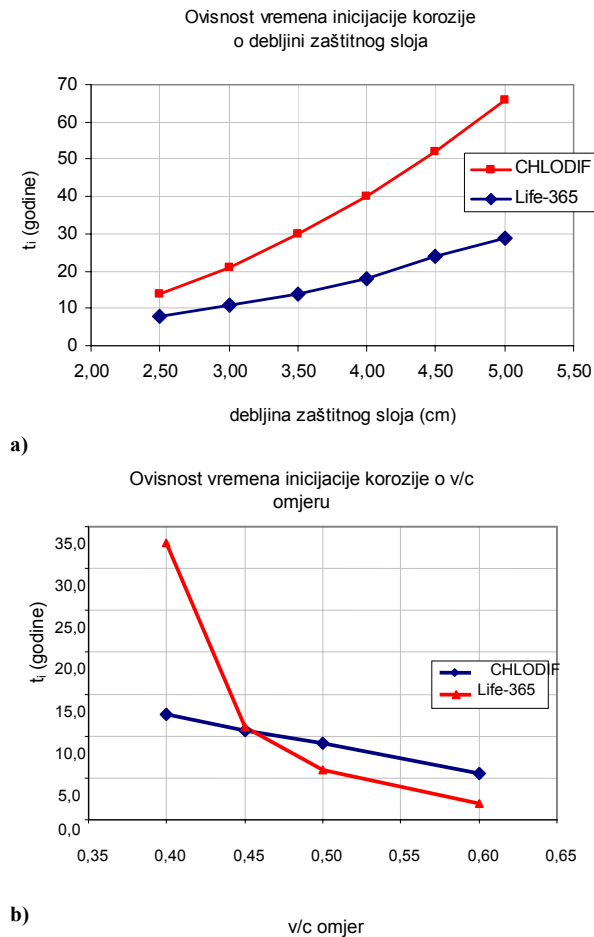 Ovisnost vremena inicijacije korozije
o debljini zaštitnog sloja
70
60
50
40
30
20
10
0
tᵢ (godine)
CHLODIF
Life-365
2,00 2,50 3,00 3,50 4,00 4,50 5,00 5,50
debljina zaštitnog sloja (cm)
a)
Ovisnost vremena inicijacije korozije o v/c
omjeru
35,0
30,0
25,0
20,0
15,0
10,0
5,0
0,0
tᵢ (godine)
CHLODIF
Life-365
0,35 0,40 0,45 0,50 0,55 0,60 0,65
b)
v/c omjer